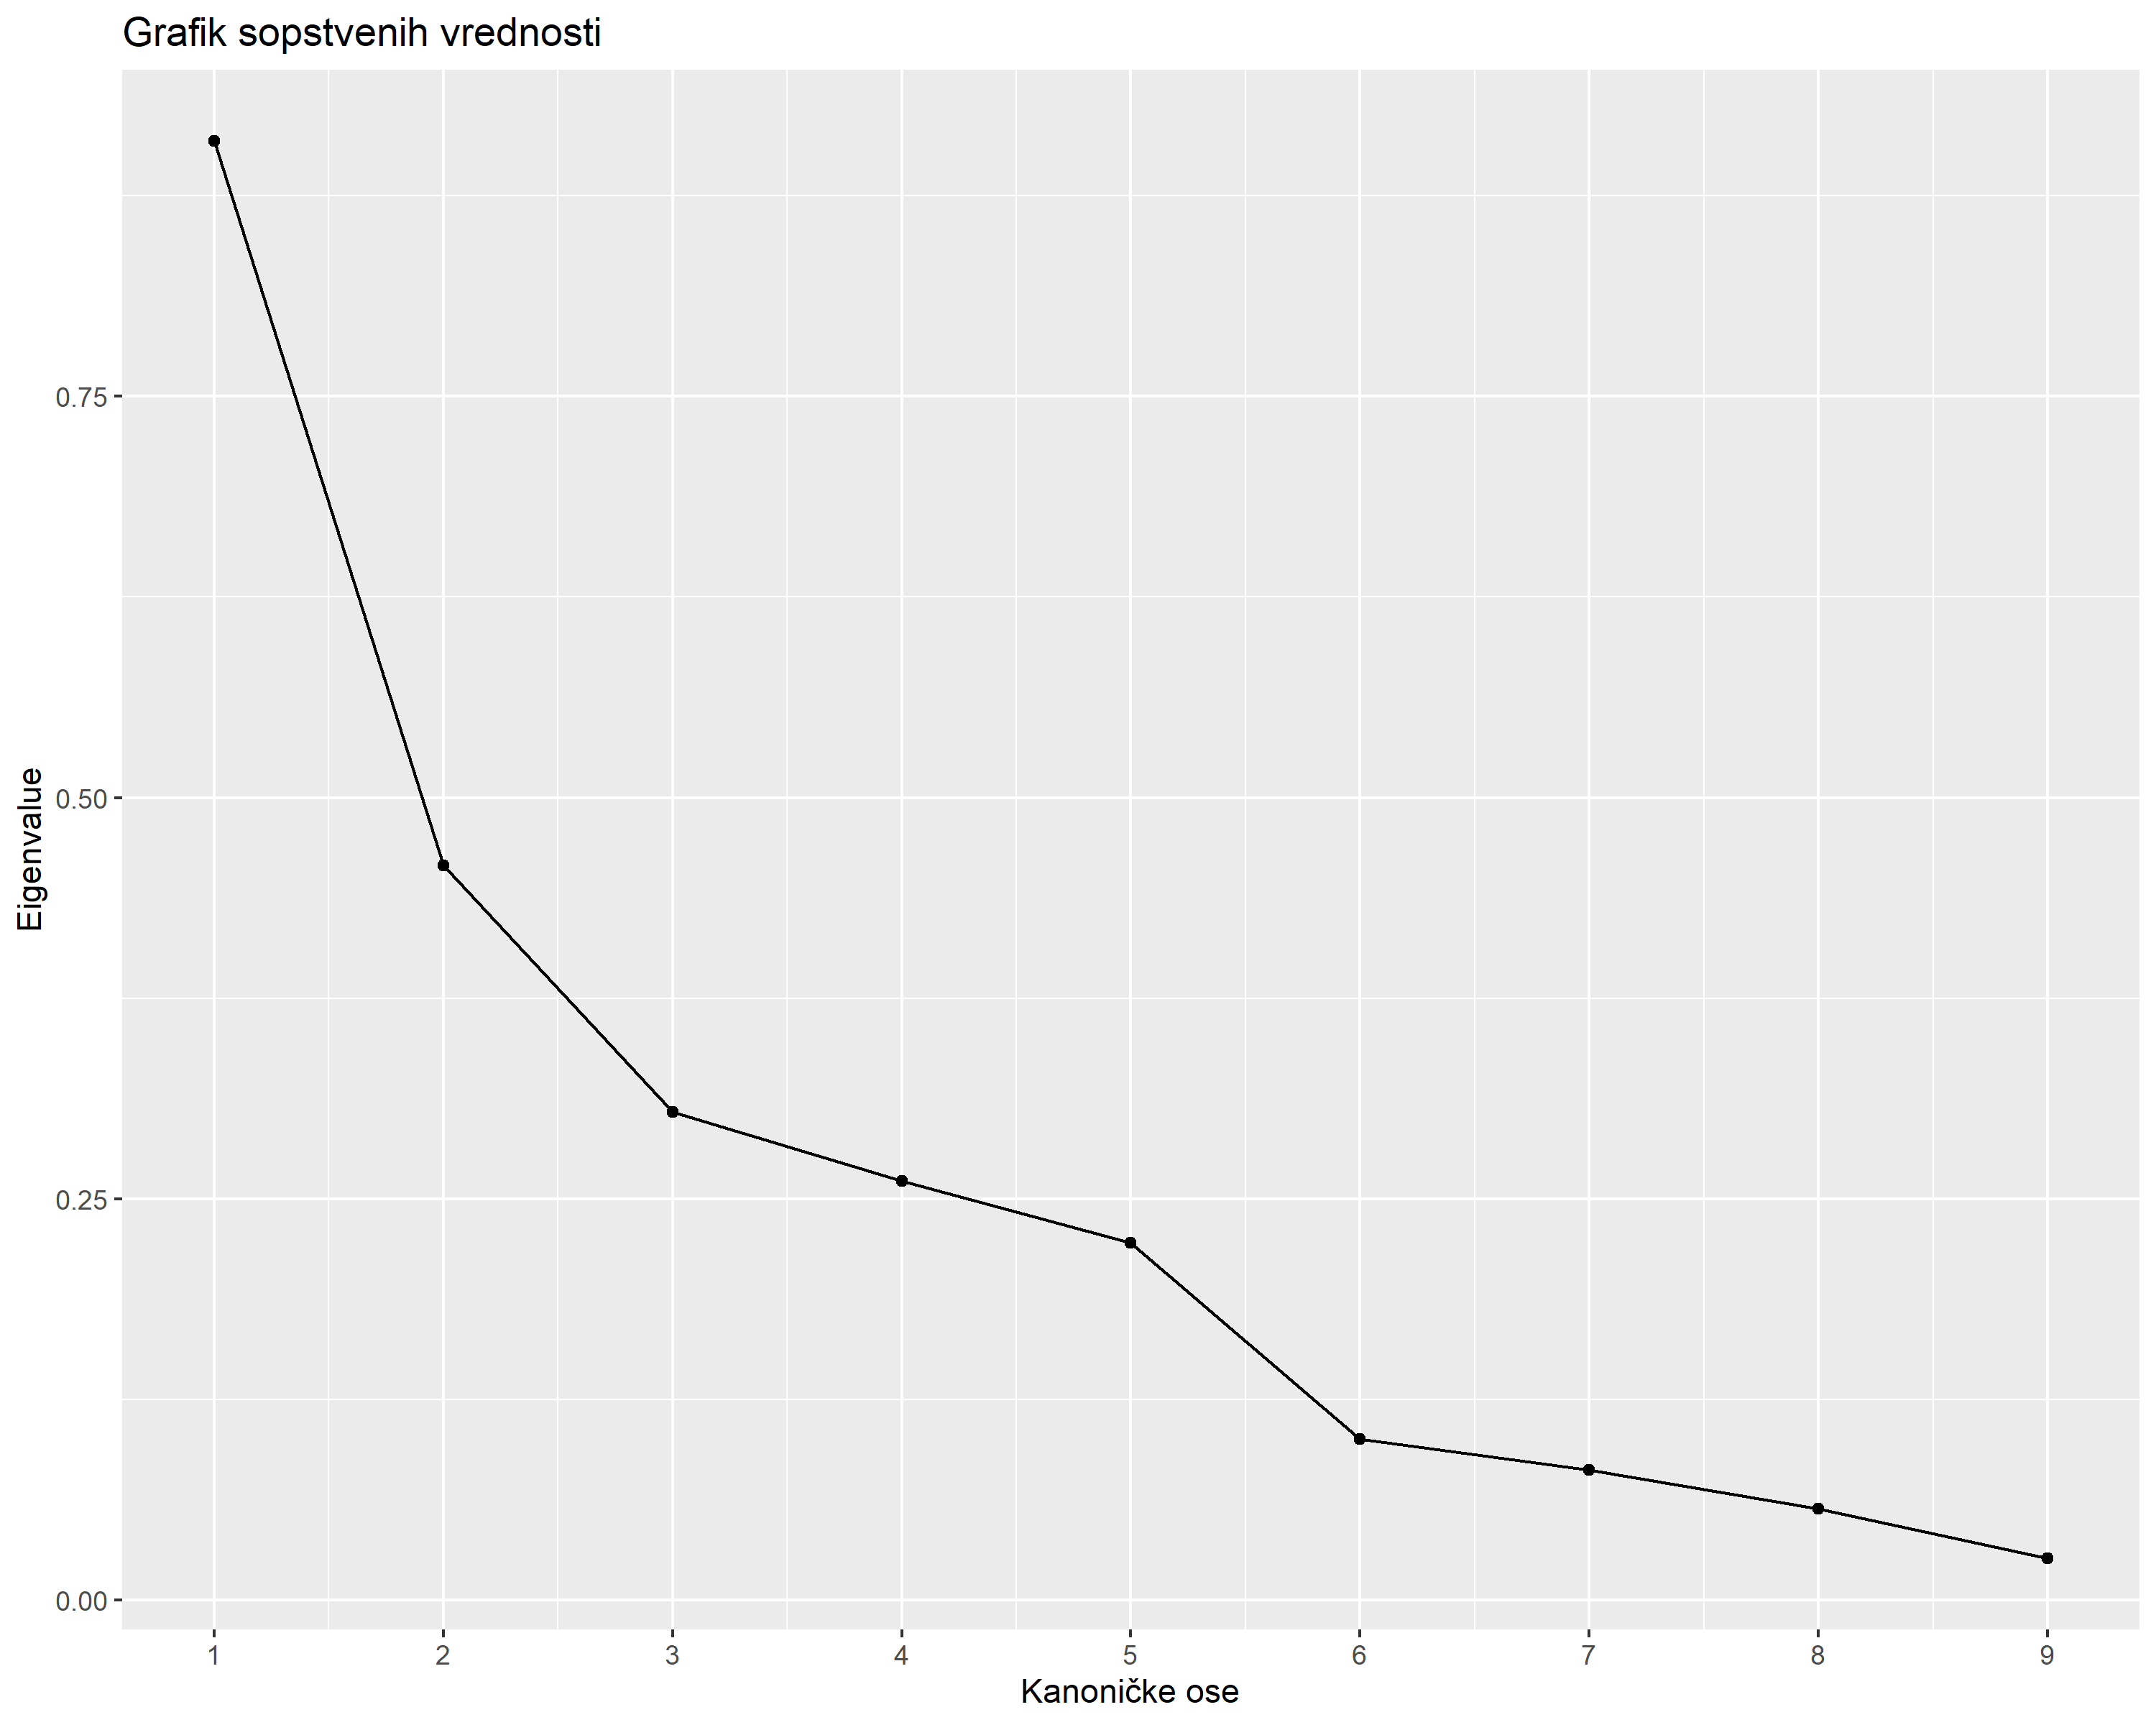 Grafik sopstvenih vrednosti
Eigenvalue
0.75
0.50
0.25
0.00
1 2 3 4 5 6 7 8 9
Kanoničke ose